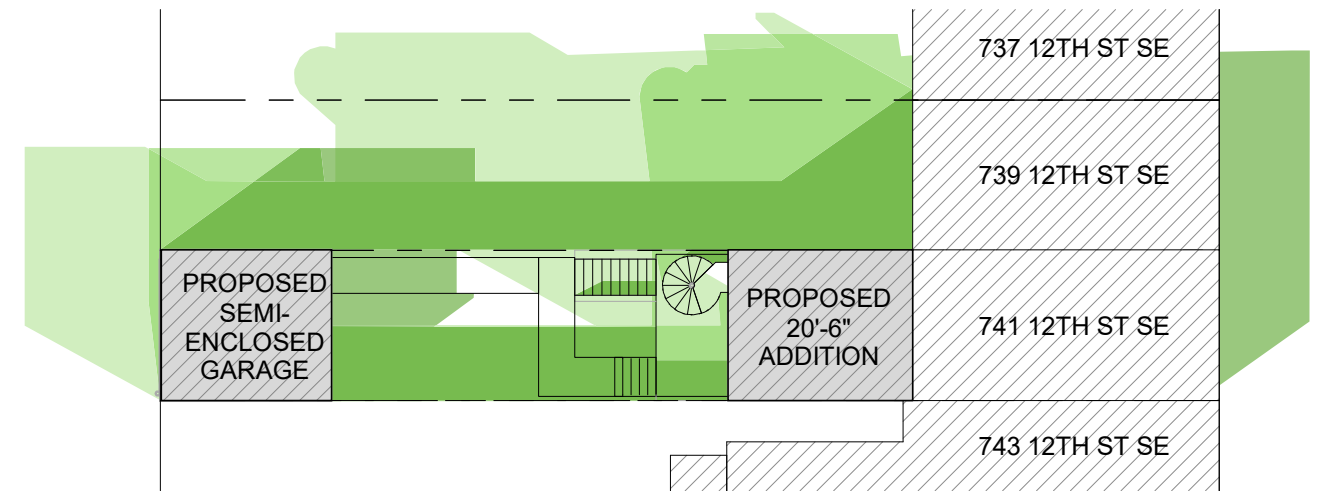 737 12TH ST SE
739 12TH ST SE
PROPOSED
SEMI-
ENCLOSED
GARAGE
PROPOSED
20'-6"
ADDITION
741 12TH ST SE
743 12TH ST SE